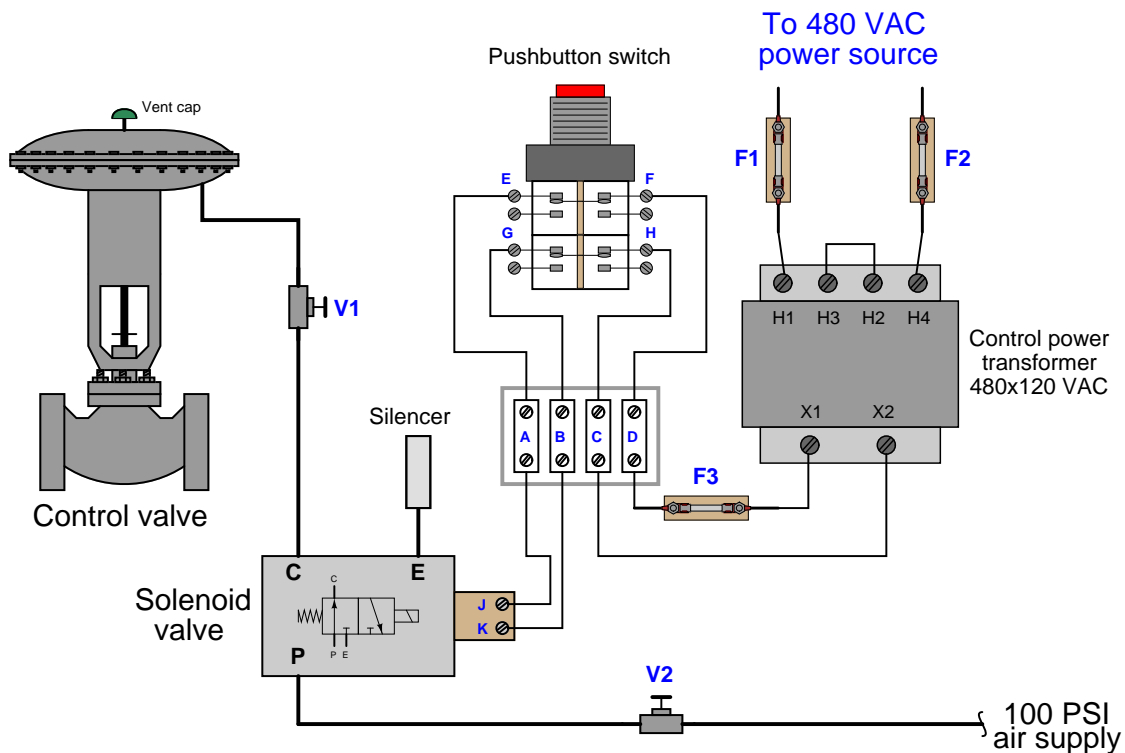 To 480 VAC
power source
Pushbutton switch
Vent cap
F1
F2
E
F
G
H
V1
H1 H3 H2 H4
Control power
transformer
480x120 VAC
X1 X2
Silencer
A B C D
F3
Control valve
C
E
C
Solenoid
valve
J
K
P
P E
V2
100 PSI
air supply